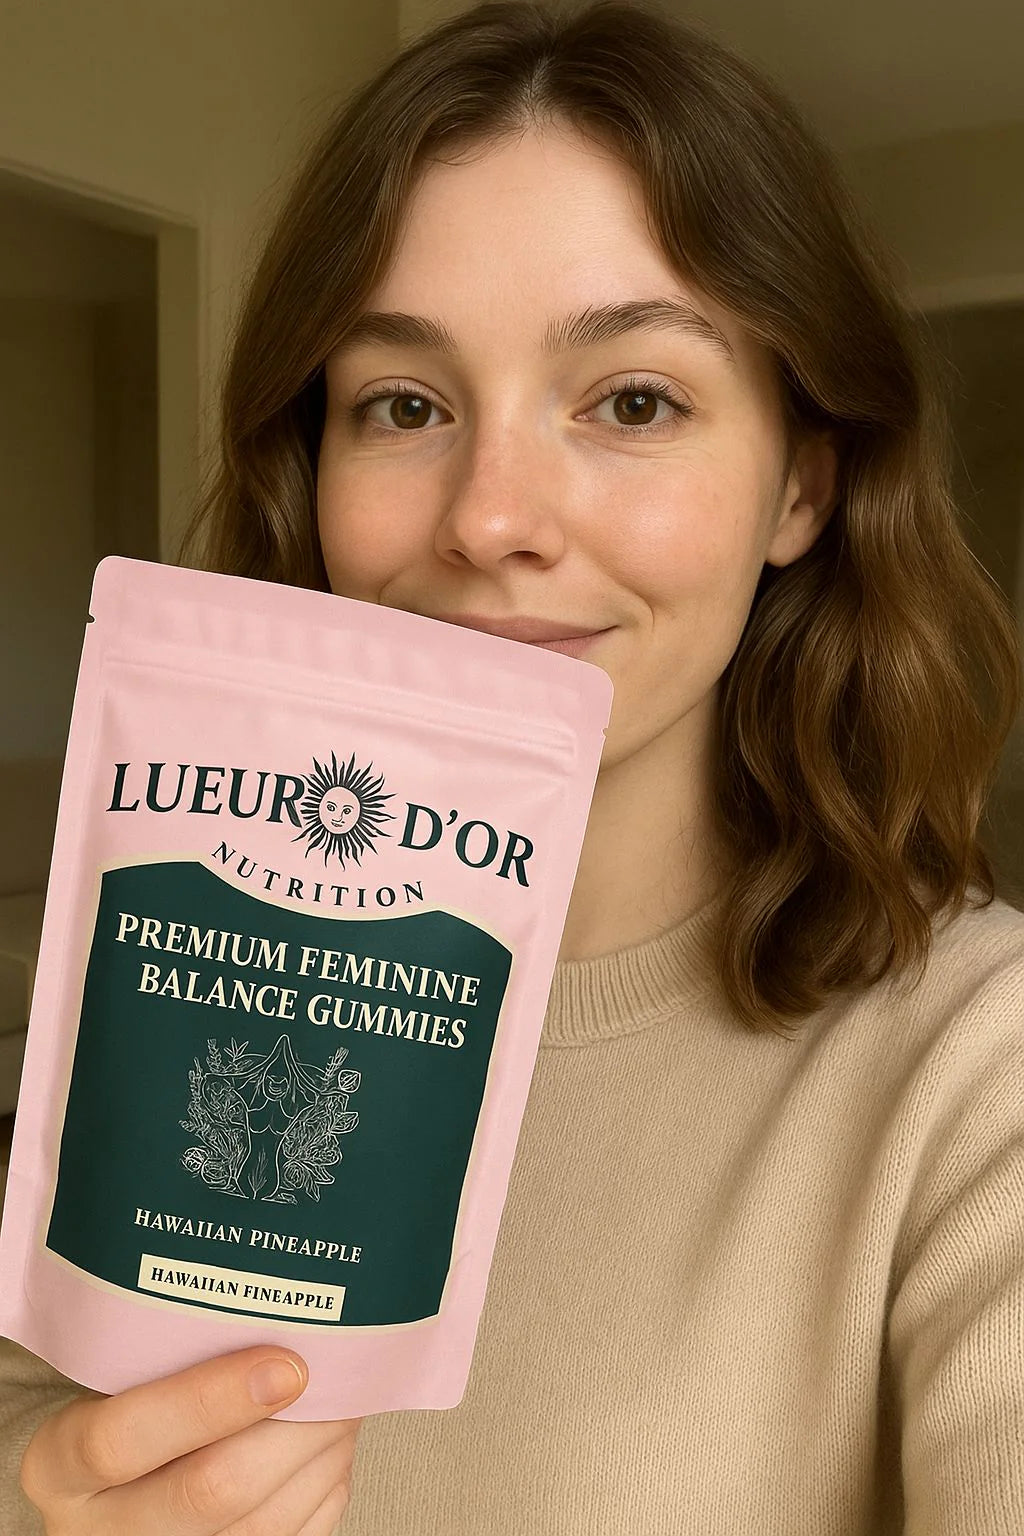 LUEUR D'OR
NUTRITION
PREMIUM FEMININE
BALANCE GUMMIES
HAWAIIAN PINEAPPLE
HAWAIIAN FINEAPPLE